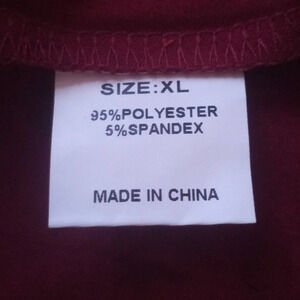 SIZE:XL
95%POLYESTER
5%SPANDEX
MADE IN CHINA